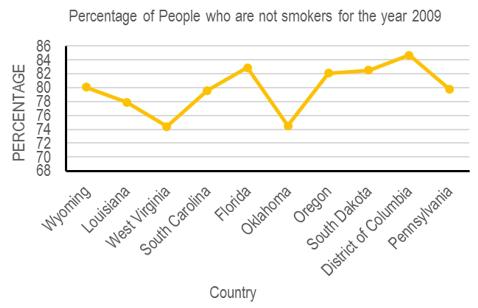 Percentage of People who are not smokers for the year 2009
PERCENTAGE
86
84
82
80
78
76
74
72
70
68
Wyoming
Louisiana
West Virginia
South Carolina
Florida
Oklahoma
Oregon
South Dakota
District of Columbia
Pennsylvania
Country